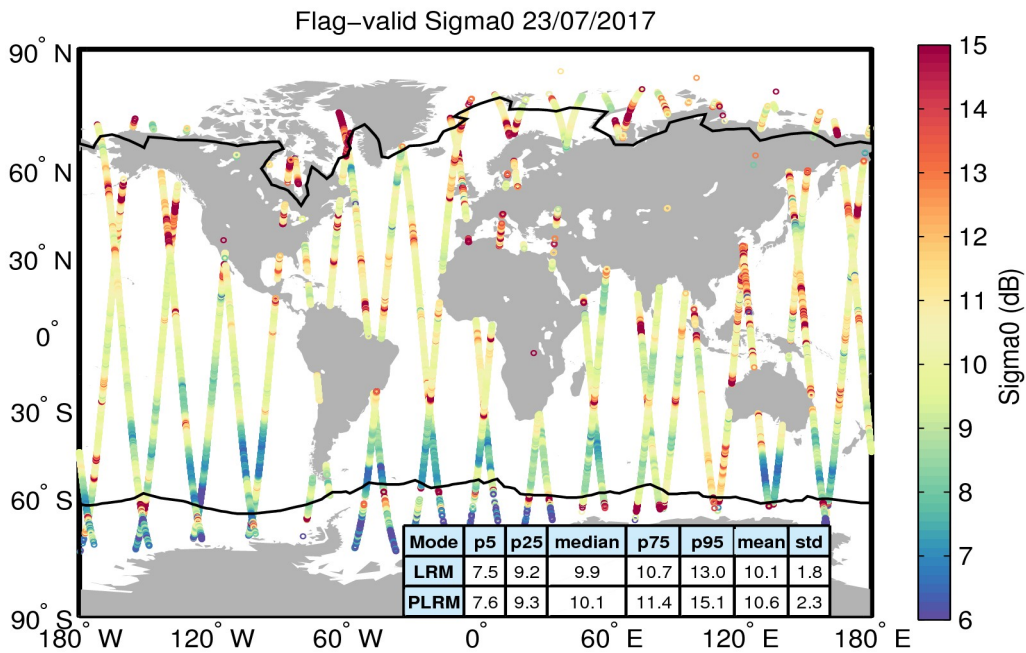 Flag−valid Sigma0 23/07/2017
90° N
60° N
30° N
0°
30° S
60° S
90° S
180° W
120° W
60° W
0°
60° E
120° E
180° E
Mode p5 p25 median p75 p95 mean std
LRM 7.5 9.2 9.9 10.7 13.0 10.1 1.8
PLRM 7.6 9.3 10.1 11.4 15.1 10.6 2.3
15
14
13
12
11
10
9
8
7
6
Sigma0 (dB)